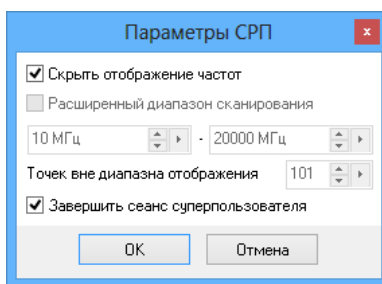 Параметры СРП
x
Скрыть отображение частот
Расширенный диапазон сканирования
10 МГц - 20000 МГц
Точек вне диапазна отображения 101
Завершить сеанс суперпользователя
OK Отмена